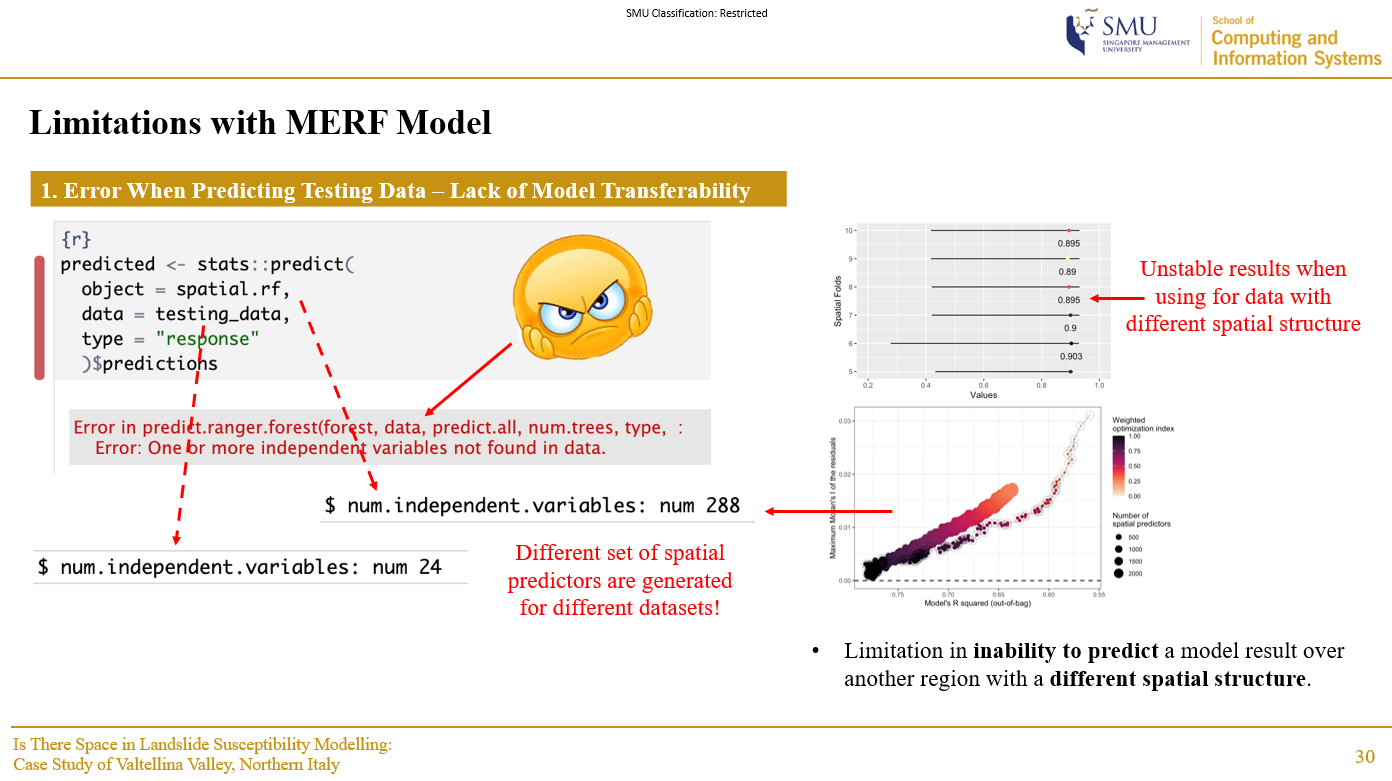 SMU Classification: Restricted
SMU
SINGAPORE MANAGEMENT
UNIVERSITY
School of
Computing and
Information Systems
Limitations with MERF Model
1. Error When Predicting Testing Data – Lack of Model Transferability
{r}
predicted <- stats::predict(
object = spatial.rf,
data = testing_data,
type = "response"
)$predictions
Error in predict.ranger.forest(forest, data, predict.all, num.trees, type, :
Error: One or more independent variables not found in data.
$ num.independent.variables: num 288
$ num.independent.variables: num 24
Different set of spatial
predictors are generated
for different datasets!
Spatial Folds
10
9
8
7
6
5
0.895
0.89
0.895
0.9
0.903
0.2 0.4 0.6 0.8 1.0
Values
Unstable results when
using for data with
different spatial structure
Maximum Moran's I of the residuals
0.03
0.02
0.01
0.00
0.75 0.70 0.65 0.60 0.55
Model's R squared (out-of-bag)
Weighted
optimization index
1.00
0.75
0.50
0.25
0.00
Number of
spatial predictors
500
1000
1500
2000
• Limitation in inability to predict a model result over
another region with a different spatial structure.
Is There Space in Landslide Susceptibility Modelling:
Case Study of Valtellina Valley, Northern Italy
30